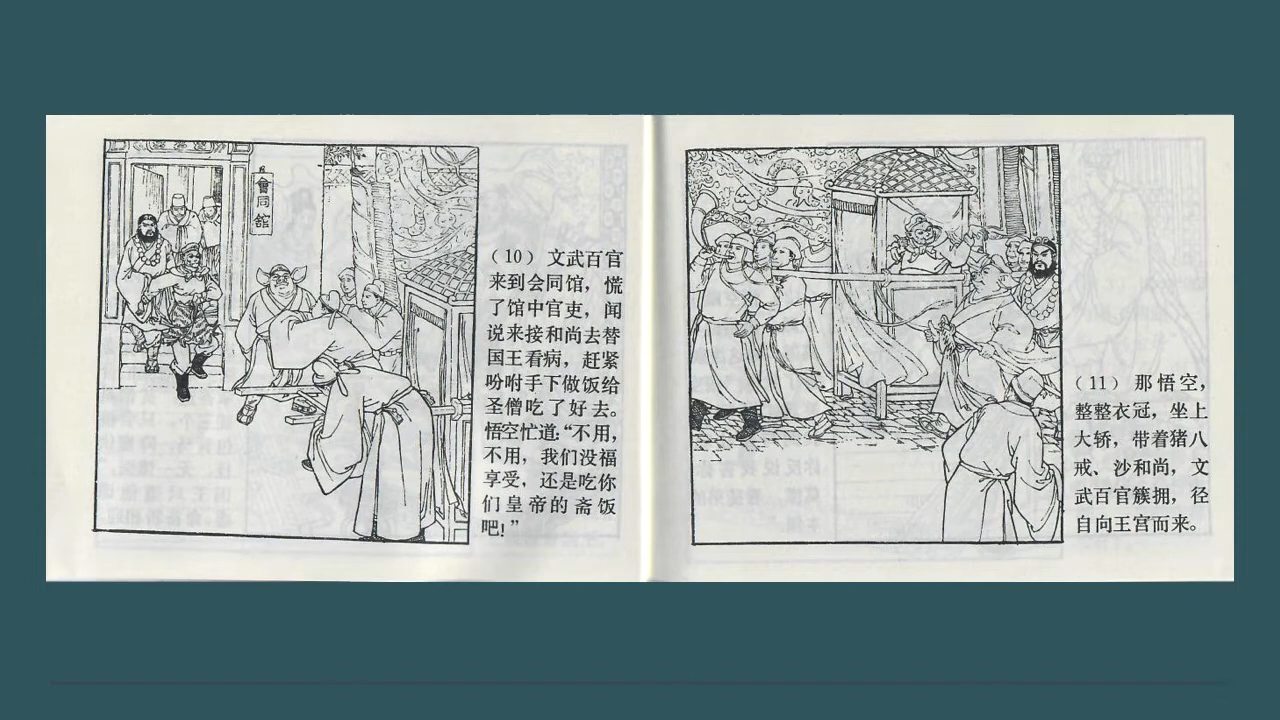 會同館
（10）文武百官
来到会同馆，慌
了馆中官吏，闻
说来接和尚去替
国王看病，赶紧
吩咐手下做饭给
圣僧吃了好去。
悟空忙道：“不用，
不用，我们没福
享受，还是吃你
们皇帝的斋饭
吧！”
（11）那悟空，
整整衣冠，坐上
大轿，带着猪八
戒、沙和尚，文
武百官簇拥，径
自向王宫而来。